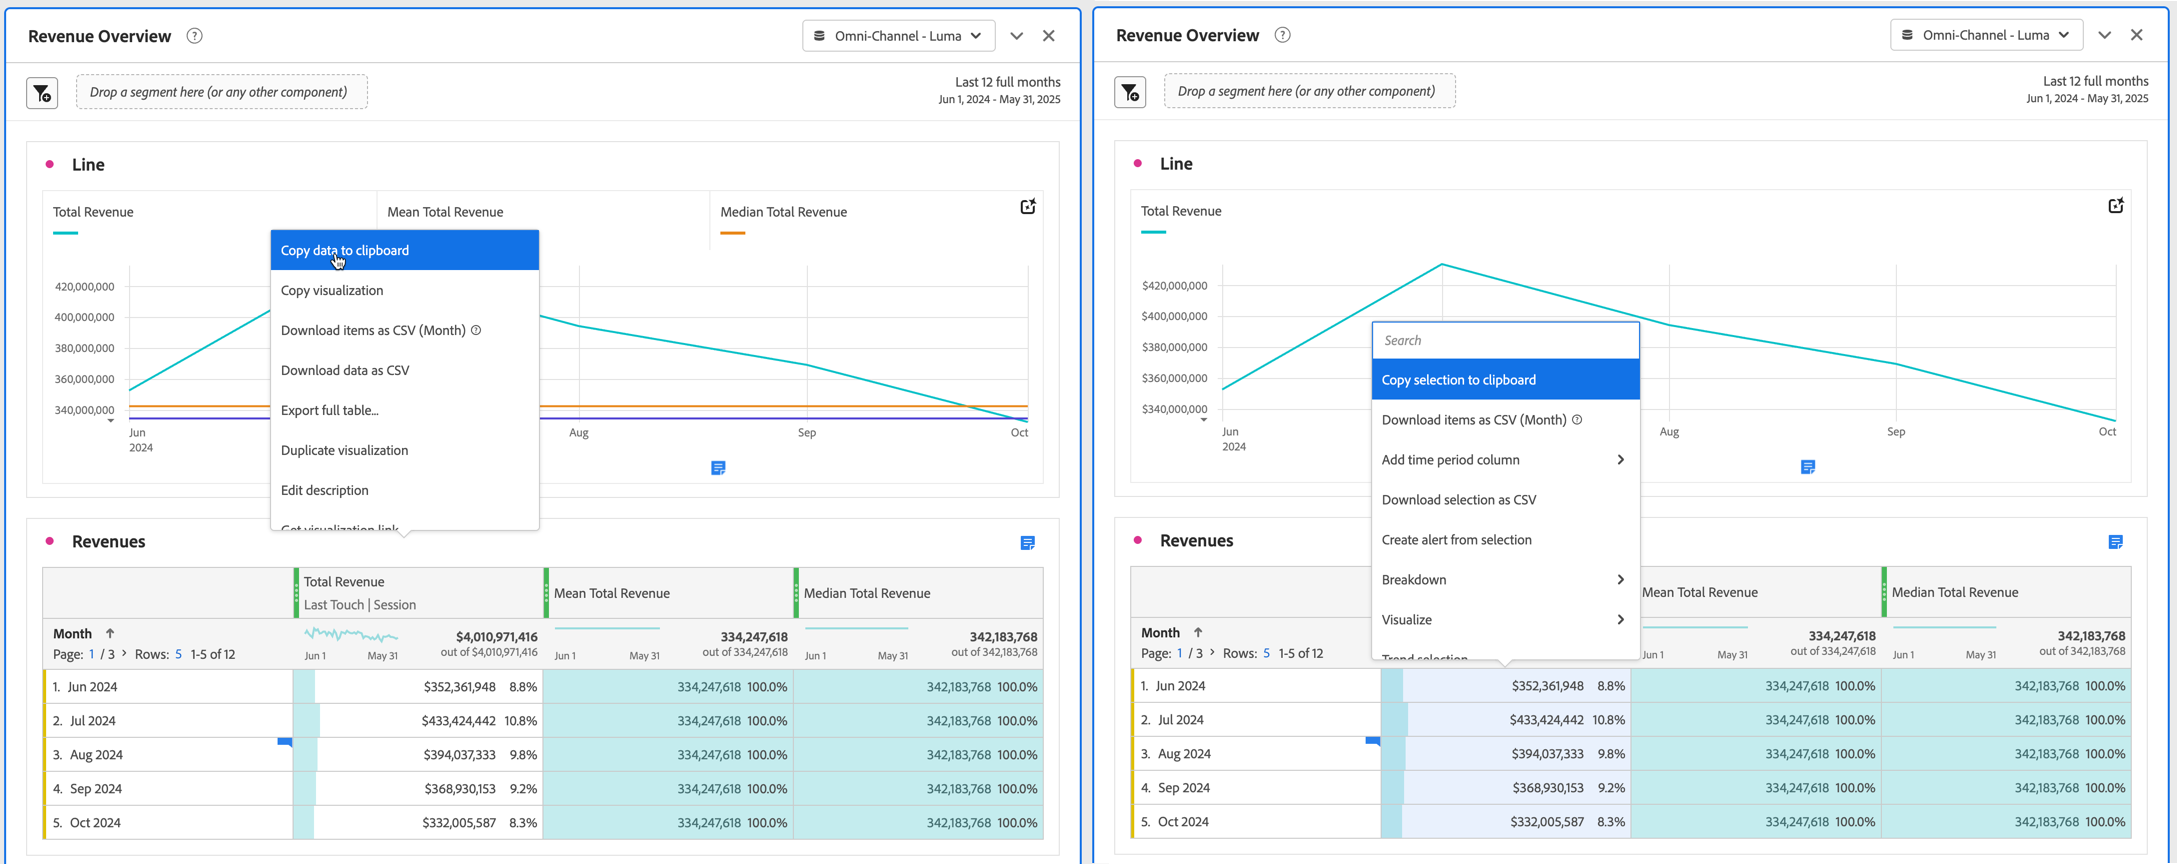 Revenue Overview
Omni-Channel - Luma
Drop a segment here (or any other component)
Last 12 full months
Jun 1, 2024 - May 31, 2025
Line
Total Revenue
Mean Total Revenue
Median Total Revenue
Copy data to clipboard
Copy visualization
Download items as CSV (Month)
Download data as CSV
Export full table...
Duplicate visualization
Edit description
Get visualization link
420,000,000
400,000,000
380,000,000
360,000,000
340,000,000
Jun
2024
Aug
Sep
Oct
Revenues
Total Revenue
Last Touch | Session
Mean Total Revenue
Median Total Revenue
Month
Page: 1 / 3 > Rows: 5 1-5 of 12
Jun 1 May 31
$4,010,971,416
out of $4,010,971,416
Jun 1 May 31
334,247,618
out of 334,247,618
Jun 1 May 31
342,183,768
out of 342,183,768
1. Jun 2024 $352,361,948 8.8% 334,247,618 100.0% 342,183,768 100.0%
2. Jul 2024 $433,424,442 10.8% 334,247,618 100.0% 342,183,768 100.0%
3. Aug 2024 $394,037,333 9.8% 334,247,618 100.0% 342,183,768 100.0%
4. Sep 2024 $368,930,153 9.2% 334,247,618 100.0% 342,183,768 100.0%
5. Oct 2024 $332,005,587 8.3% 334,247,618 100.0% 342,183,768 100.0%
Revenue Overview
Omni-Channel - Luma
Drop a segment here (or any other component)
Last 12 full months
Jun 1, 2024 - May 31, 2025
Line
Total Revenue
$420,000,000
$400,000,000
$380,000,000
$360,000,000
$340,000,000
Jun
2024
Aug
Sep
Oct
Search
Copy selection to clipboard
Download items as CSV (Month)
Add time period column
Download selection as CSV
Create alert from selection
Breakdown
Visualize
Trend selection
Revenues
Mean Total Revenue
Median Total Revenue
Month
Page: 1 / 3 > Rows: 5 1-5 of 12
Jun 1 May 31
334,247,618
out of 334,247,618
Jun 1 May 31
342,183,768
out of 342,183,768
1. Jun 2024 $352,361,948 8.8% 334,247,618 100.0% 342,183,768 100.0%
2. Jul 2024 $433,424,442 10.8% 334,247,618 100.0% 342,183,768 100.0%
3. Aug 2024 $394,037,333 9.8% 334,247,618 100.0% 342,183,768 100.0%
4. Sep 2024 $368,930,153 9.2% 334,247,618 100.0% 342,183,768 100.0%
5. Oct 2024 $332,005,587 8.3% 334,247,618 100.0% 342,183,768 100.0%